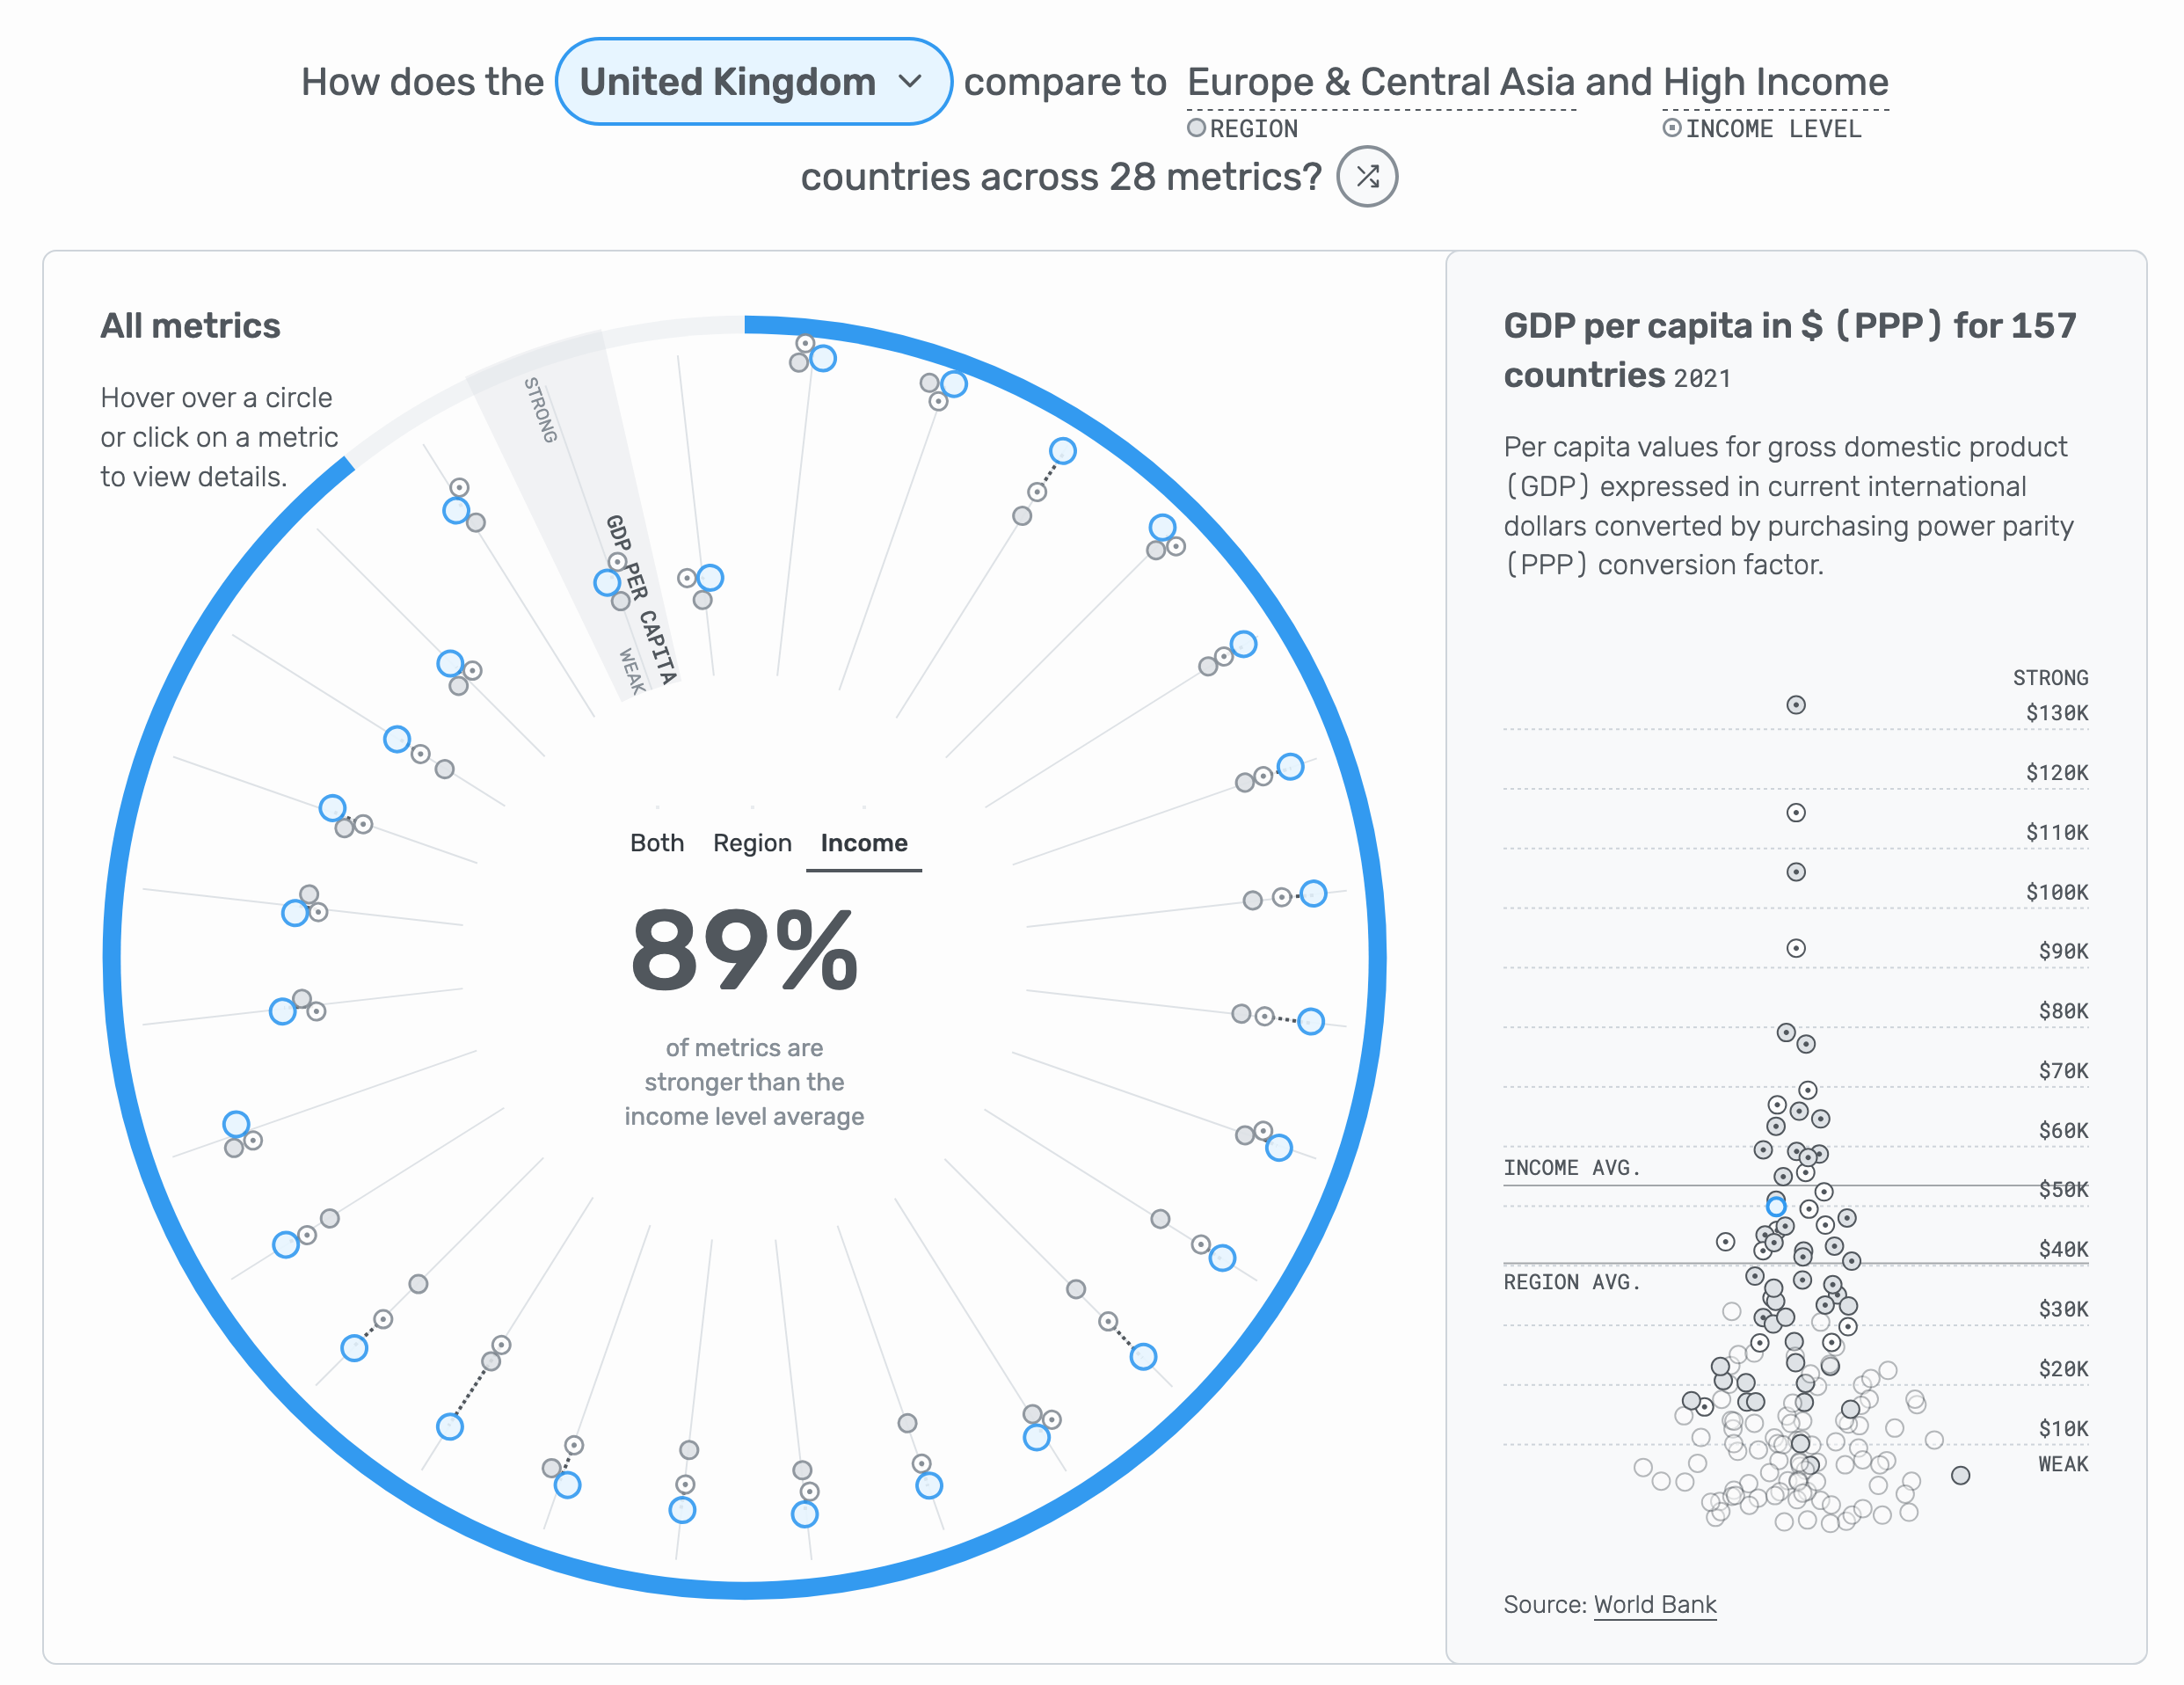 How does the United Kingdom compare to Europe & Central Asia and High Income
REGION
INCOME LEVEL
countries across 28 metrics?
All metrics
Hover over a circle
or click on a metric
to view details.
STRONG
GDP PER CAPITA
WEAK
Both Region Income
89%
of metrics are
stronger than the
income level average
GDP per capita in $ (PPP) for 157
countries 2021
Per capita values for gross domestic product
(GDP) expressed in current international
dollars converted by purchasing power parity
(PPP) conversion factor.
STRONG
$130K
$120K
$110K
$100K
$90K
$80K
$70K
$60K
INCOME AVG.
$50K
$40K
REGION AVG.
$30K
$20K
$10K
WEAK
Source: World Bank